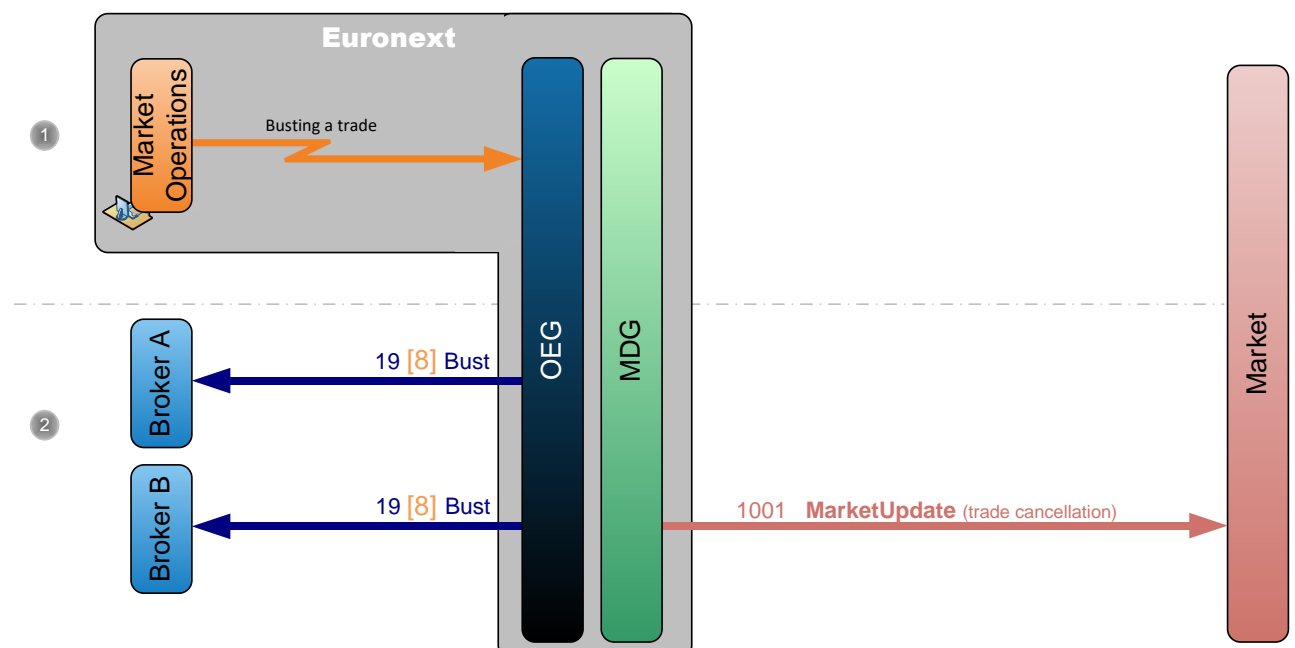 Euronext
Market
Operations
Busting a trade
1
OEG
MDG
Market
Broker A
19 [8] Bust
2
Broker B
19 [8] Bust
1001 MarketUpdate (trade cancellation)